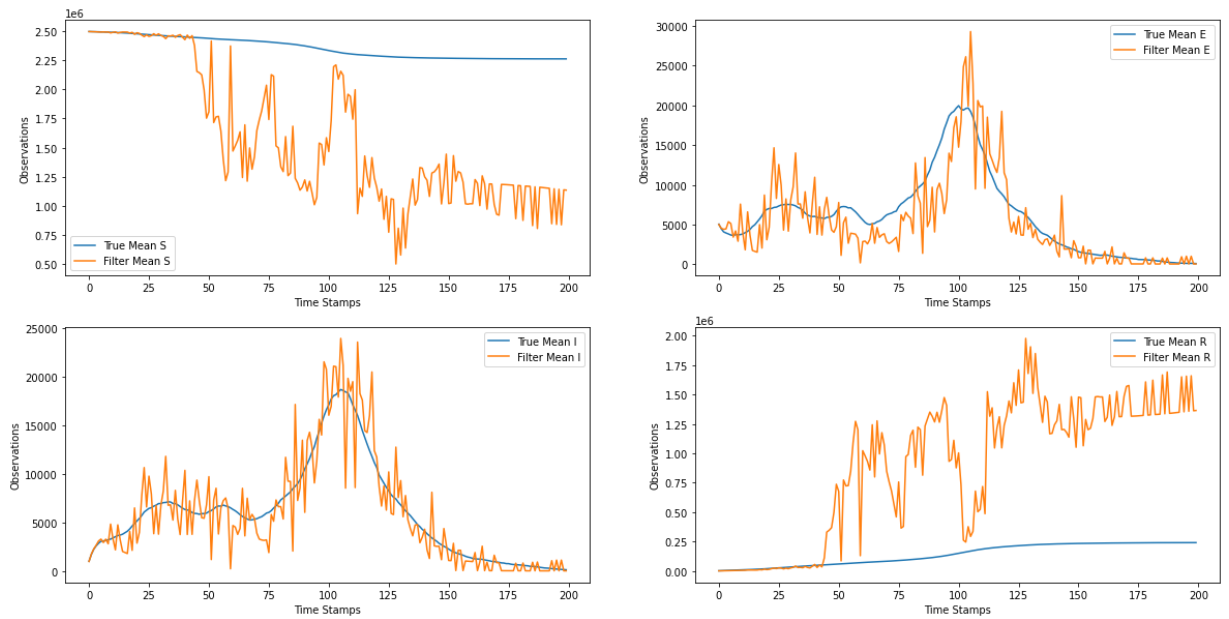 1e6
2.50
2.25
2.00
1.75
1.50
1.25
1.00
0.75
0.50
Observations
True Mean S
Filter Mean S
0 25 50 75 100 125 150 175 200
Time Stamps
30000
25000
20000
15000
10000
5000
0
Observations
True Mean E
Filter Mean E
0 25 50 75 100 125 150 175 200
Time Stamps
25000
20000
15000
10000
5000
0
Observations
True Mean I
Filter Mean I
0 25 50 75 100 125 150 175 200
Time Stamps
1e6
2.00
1.75
1.50
1.25
1.00
0.75
0.50
0.25
0.00
Observations
True Mean R
Filter Mean R
0 25 50 75 100 125 150 175 200
Time Stamps